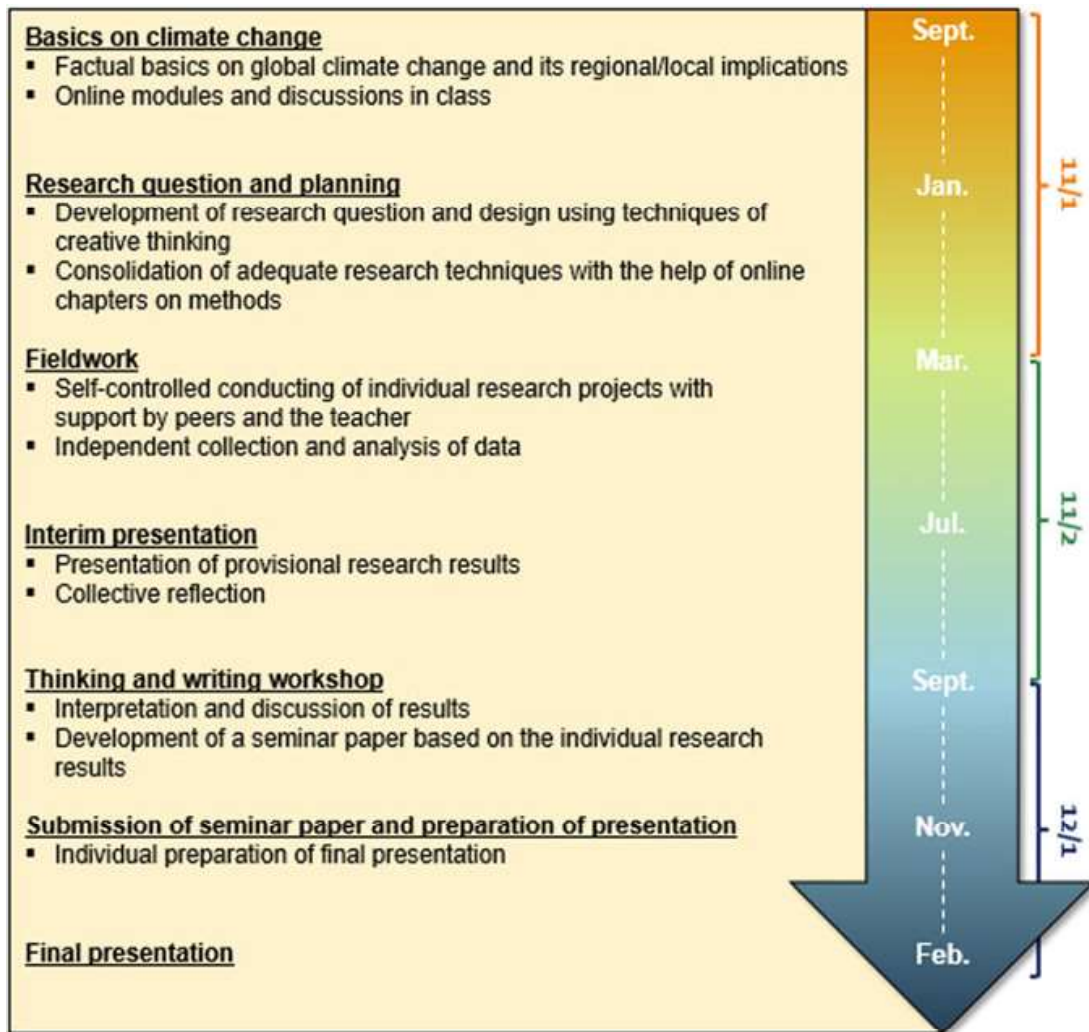 Basics on climate change
▪ Factual basics on global climate change and its regional/local implications
▪ Online modules and discussions in class
Research question and planning
▪ Development of research question and design using techniques of
creative thinking
▪ Consolidation of adequate research techniques with the help of online
chapters on methods
Fieldwork
▪ Self-controlled conducting of individual research projects with
support by peers and the teacher
▪ Independent collection and analysis of data
Interim presentation
▪ Presentation of provisional research results
▪ Collective reflection
Thinking and writing workshop
▪ Interpretation and discussion of results
▪ Development of a seminar paper based on the individual research
results
Submission of seminar paper and preparation of presentation
▪ Individual preparation of final presentation
Final presentation
Sept.
Jan.
Mar.
Jul.
Sept.
Nov.
Feb.
11/1
11/2
12/1